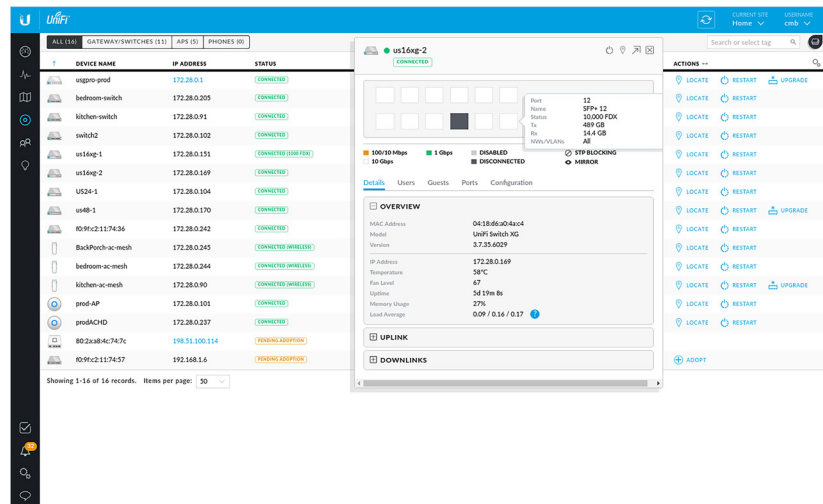 U UniFi CURRENT SITE USERNAME
Home cmb
ALL (16) GATEWAY/SWITCHES (11) APS (5) PHONES (0) Search or select tag
↑ DEVICE NAME IP ADDRESS STATUS ACTIONS
usgpro-prod 172.28.0.1 CONNECTED LOCATE RESTART UPGRADE
bedroom-switch 172.28.0.205 CONNECTED LOCATE RESTART
kitchen-switch 172.28.0.91 CONNECTED LOCATE RESTART
switch2 172.28.0.102 CONNECTED LOCATE RESTART
us16xg-1 172.28.0.151 CONNECTED (1000 FDX) LOCATE RESTART
us16xg-2 172.28.0.169 CONNECTED LOCATE RESTART
US24-1 172.28.0.104 CONNECTED LOCATE RESTART
us48-1 172.28.0.170 CONNECTED LOCATE RESTART UPGRADE
f0:9f:c2:11:74:36 172.28.0.242 CONNECTED LOCATE RESTART
BackPorch-ac-mesh 172.28.0.245 CONNECTED (WIRELESS) LOCATE RESTART
bedroom-ac-mesh 172.28.0.244 CONNECTED (WIRELESS) LOCATE RESTART
kitchen-ac-mesh 172.28.0.90 CONNECTED (WIRELESS) LOCATE RESTART UPGRADE
prod-AP 172.28.0.101 CONNECTED LOCATE RESTART
prodACHD 172.28.0.237 CONNECTED LOCATE RESTART
80:2a:a8:4c:74:7c 198.51.100.114 PENDING ADOPTION
f0:9f:c2:11:74:57 192.168.1.6 PENDING ADOPTION ADOPT
Showing 1-16 of 16 records. Items per page: 50
32
us16xg-2
CONNECTED
Port 12
Name SFP+ 12
Status 10,000 FDX
Tx 489 GB
Rx 14.4 GB
NWs/VLANs All
100/10 Mbps 1 Gbps DISABLED STP BLOCKING
10 Gbps DISCONNECTED MIRROR
Details Users Guests Ports Configuration
OVERVIEW
MAC Address 04:18:d6:a0:4a:c4
Model UniFi Switch XG
Version 3.7.35.6029
IP Address 172.28.0.169
Temperature 58°C
Fan Level 67
Uptime 5d 19m 8s
Memory Usage 27%
Load Average 0.09 / 0.16 / 0.17 ?
UPLINK
DOWNLINKS